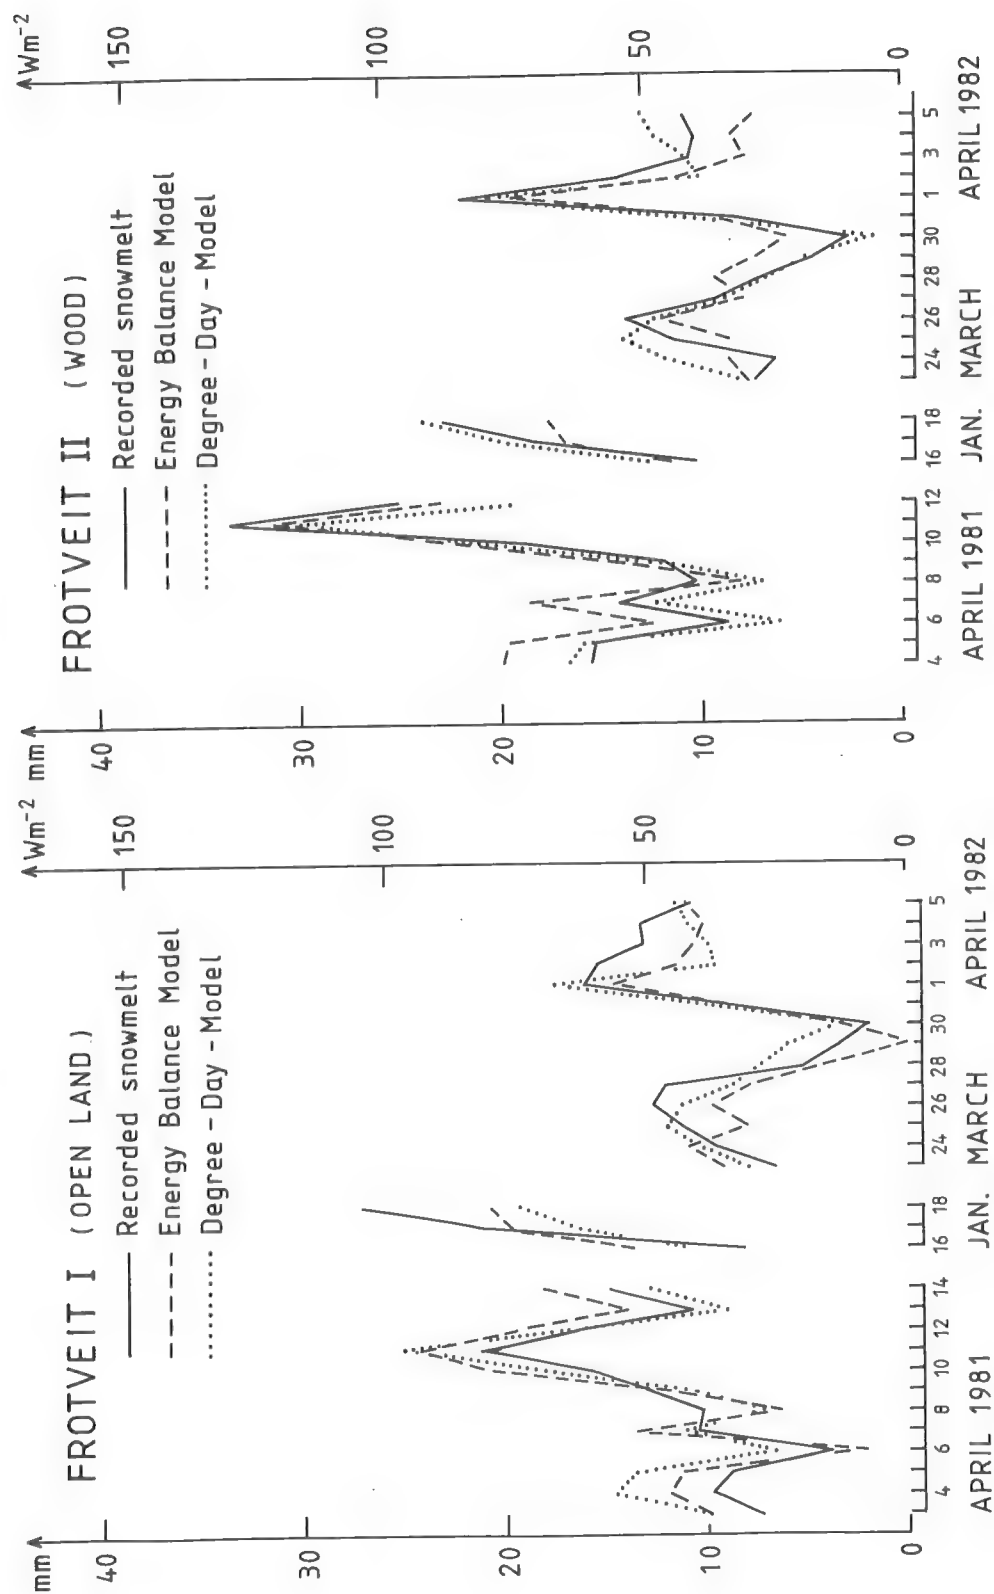 FROTVEIT I (OPEN LAND)
Recorded snowmelt
Energy Balance Model
Degree-Day-Model
mm
40
30
20
10
0
Wm-2
150
100
50
0
4 6 8 10 12 14 16 18 24 26 28 30 1 3 5
APRIL 1981 JAN. MARCH APRIL 1982
FROTVEIT II (WOOD)
Recorded snowmelt
Energy Balance Model
Degree-Day-Model
mm
40
30
20
10
0
Wm-2
150
100
50
0
4 6 8 10 12 16 18 24 26 28 30 1 3 5
APRIL 1981 JAN. MARCH APRIL 1982